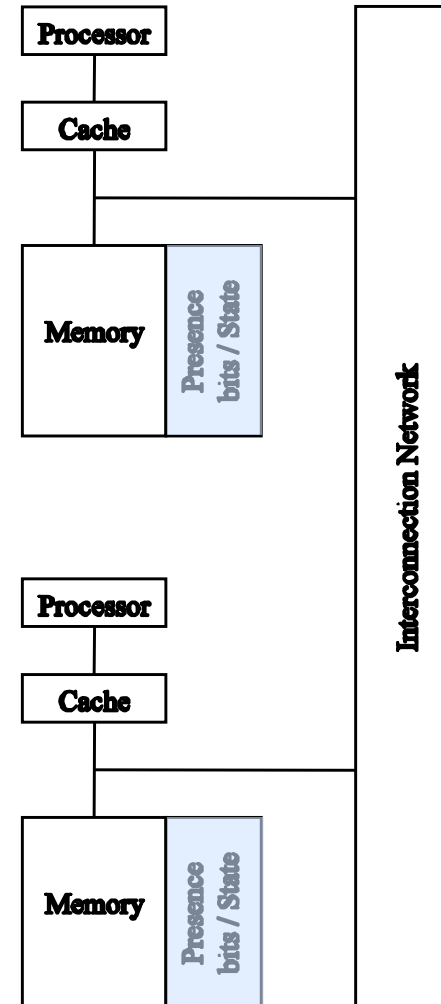 Processor
Cache
Memory
Presence
bits / State
Interconnection Network
Processor
Cache
Memory
Presence
bits / State